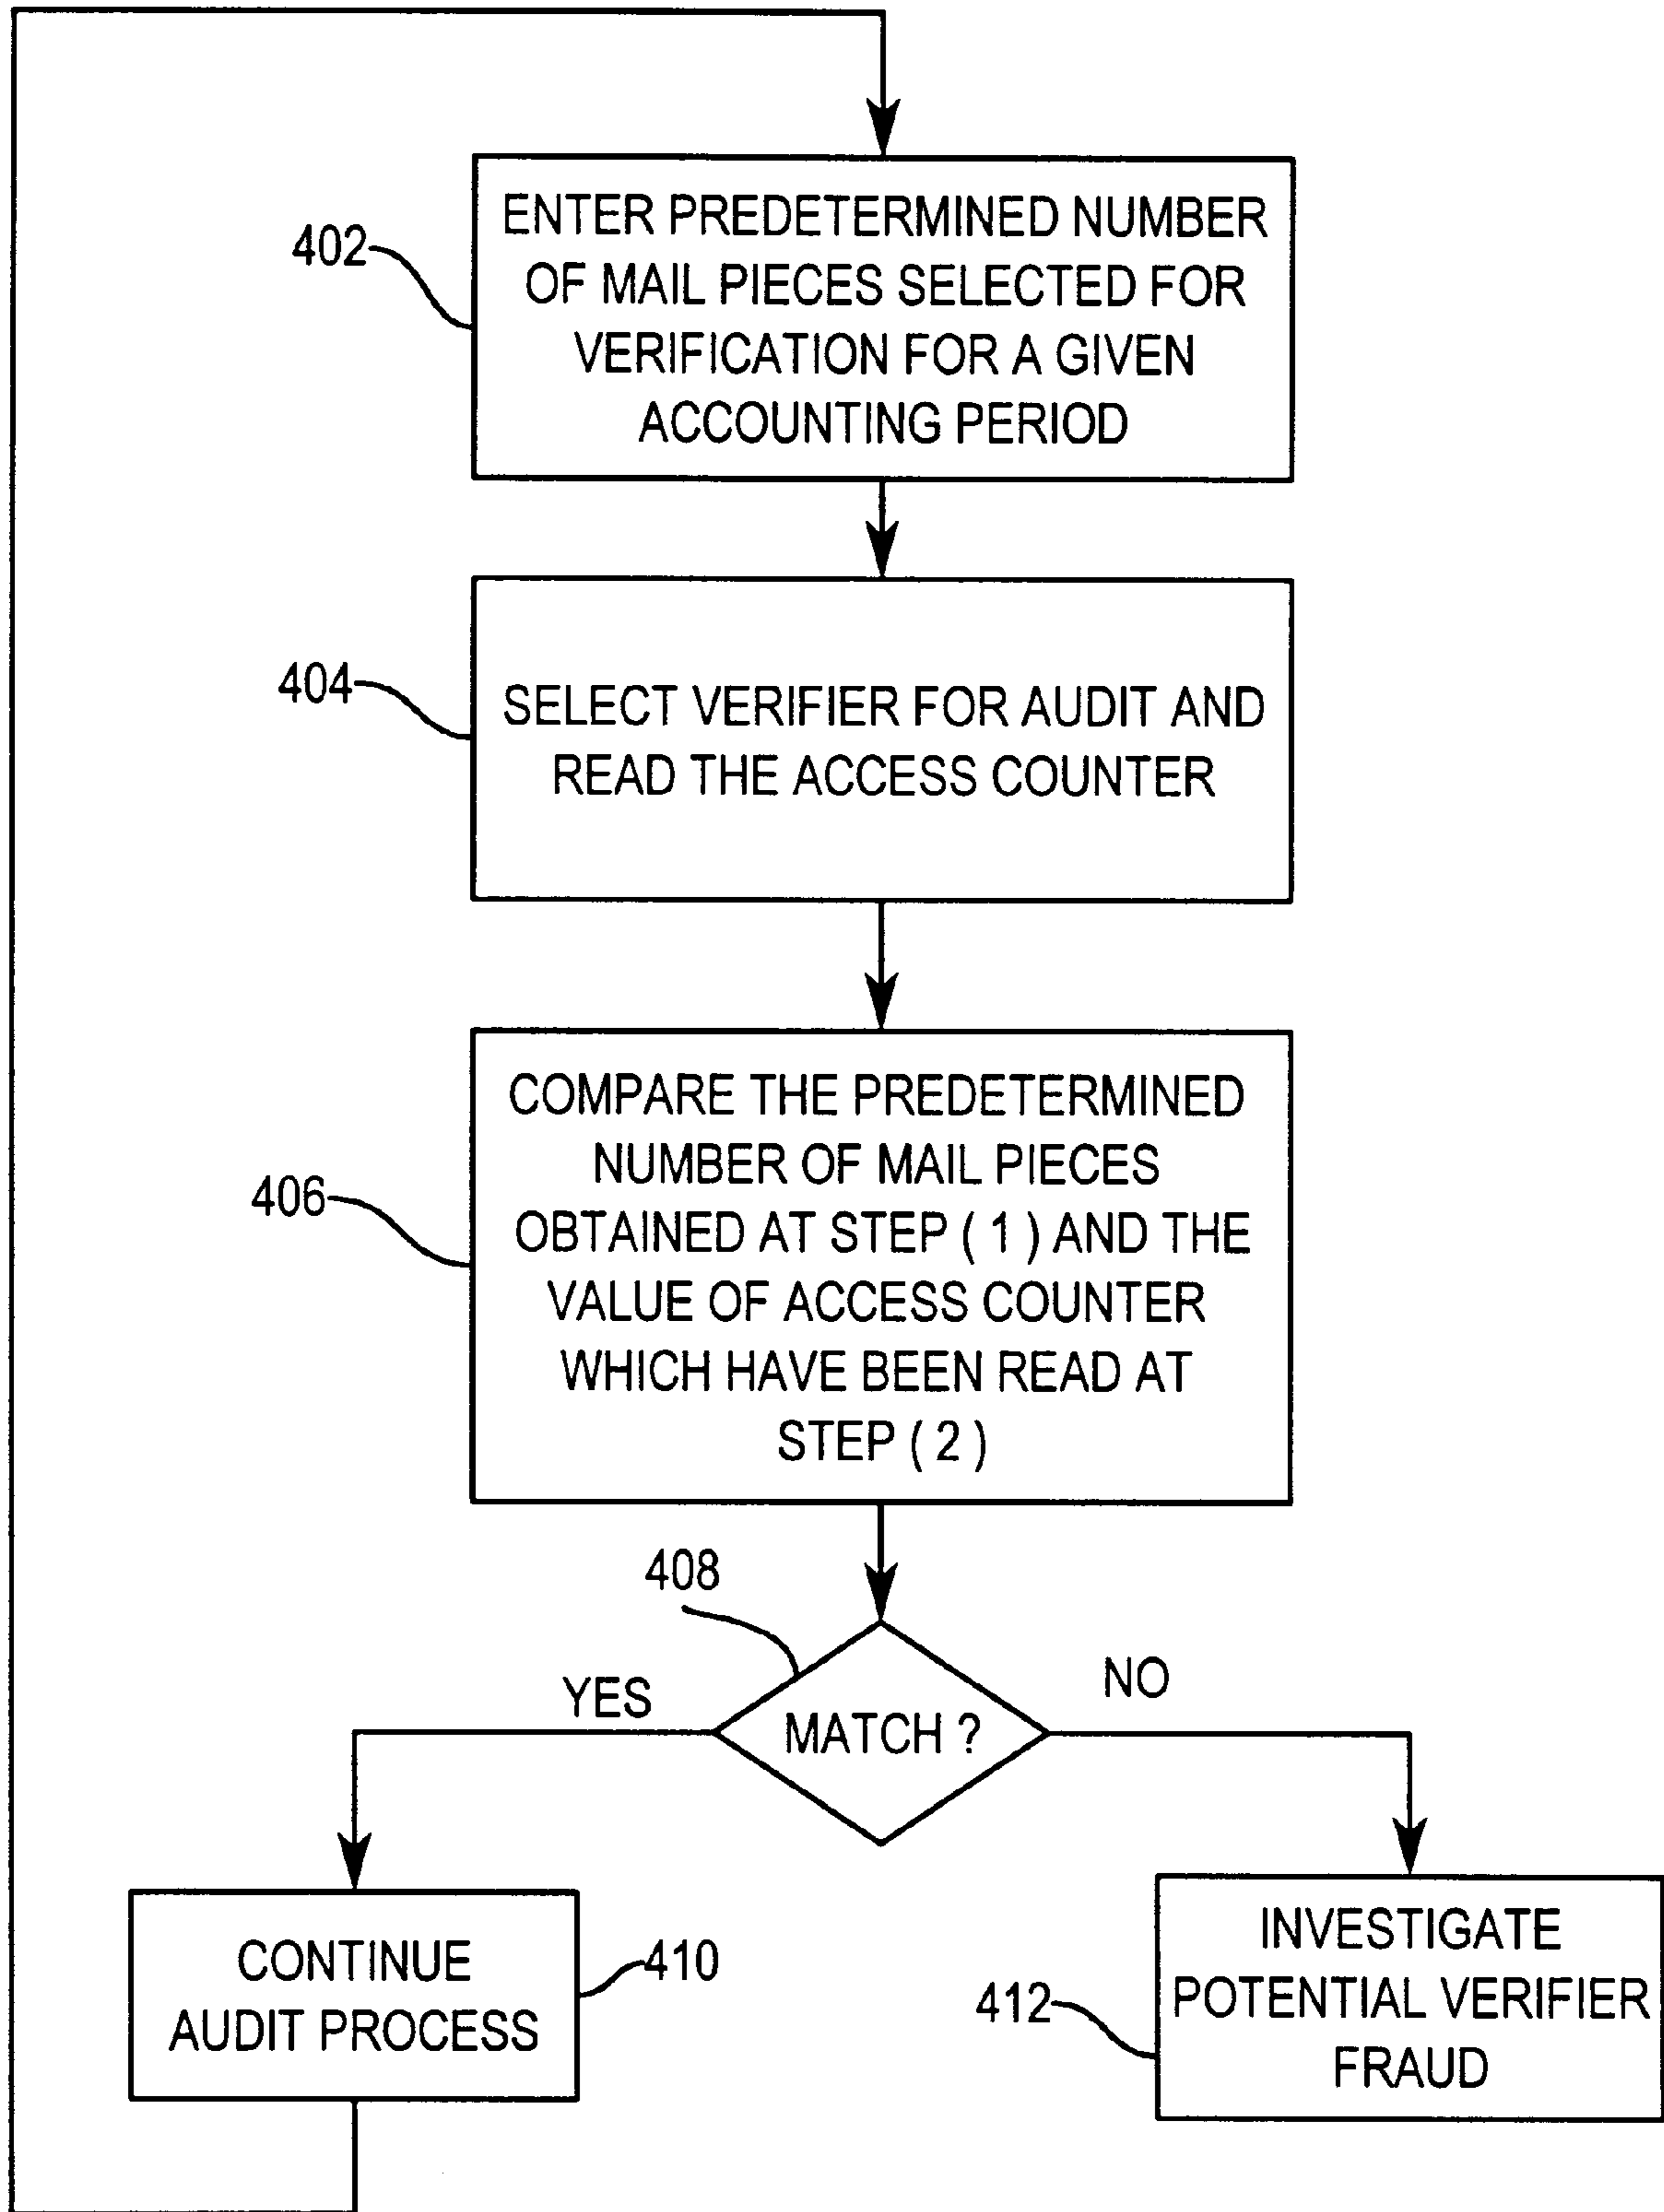 402
ENTER PREDETERMINED NUMBER
OF MAIL PIECES SELECTED FOR
VERIFICATION FOR A GIVEN
ACCOUNTING PERIOD
404
SELECT VERIFIER FOR AUDIT AND
READ THE ACCESS COUNTER
406
COMPARE THE PREDETERMINED
NUMBER OF MAIL PIECES
OBTAINED AT STEP ( 1 ) AND THE
VALUE OF ACCESS COUNTER
WHICH HAVE BEEN READ AT
STEP ( 2 )
408
YES
MATCH ?
NO
CONTINUE
AUDIT PROCESS
410
412
INVESTIGATE
POTENTIAL VERIFIER
FRAUD